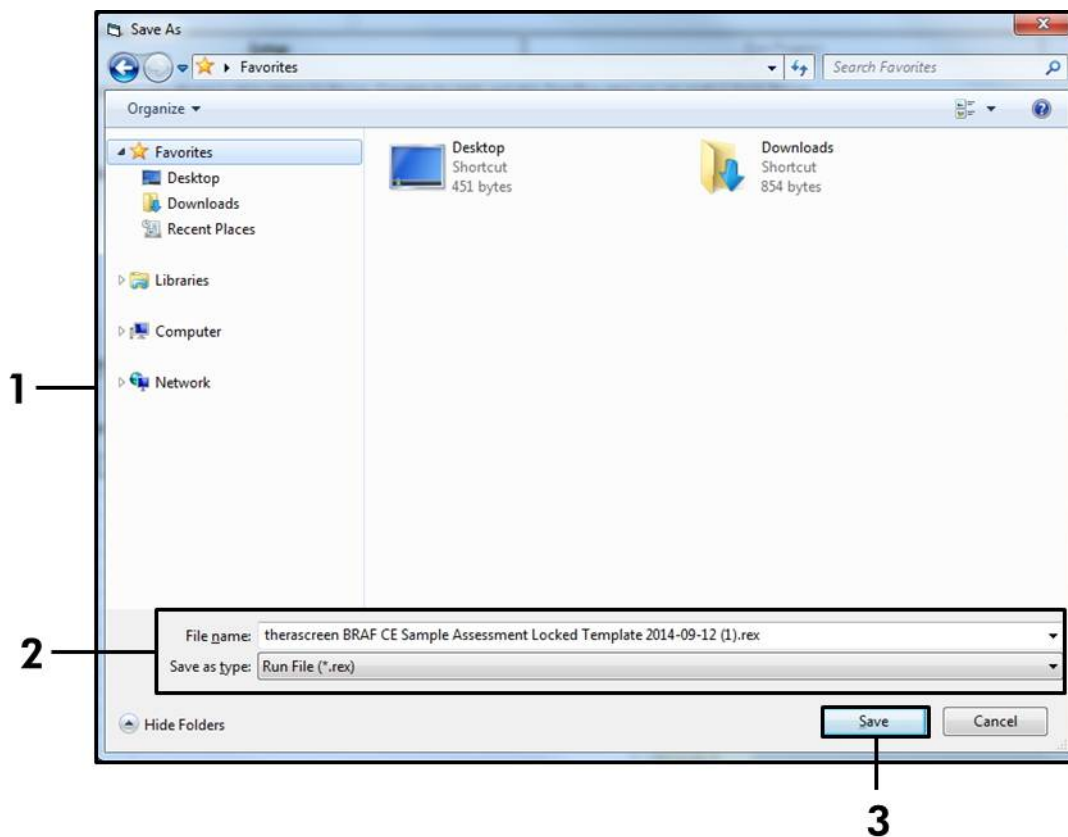 Save As
Favorites
Search Favorites
Organize
Favorites
Desktop
Downloads
Recent Places
Libraries
Computer
Network
Desktop
Shortcut
451 bytes
Downloads
Shortcut
854 bytes
1
2
File name: therascreen BRAF CE Sample Assessment Locked Template 2014-09-12 (1).rex
Save as type: Run File (*.rex)
Hide Folders
Save
Cancel
3